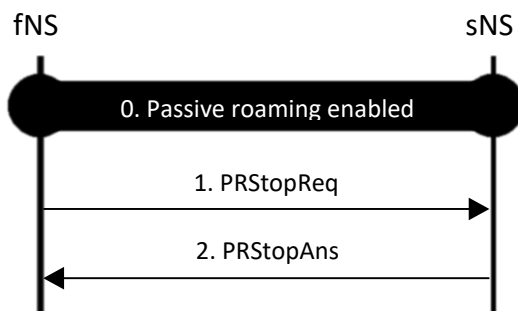 fNS sNS
0. Passive roaming enabled
1. PRStopReq
2. PRStopAns